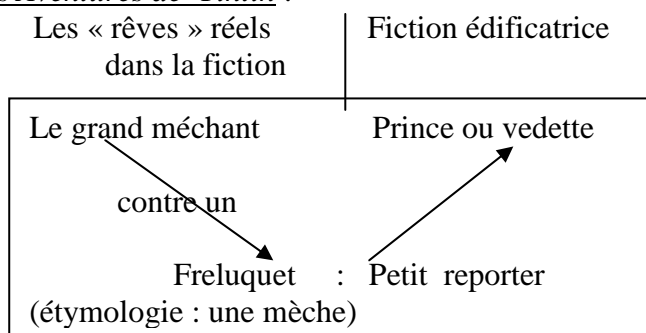 Les « rêves » réels Fiction édificatrice
dans la fiction
Le grand méchant Prince ou vedette
contre un
Freluquet : Petit reporter
(étymologie : une mèche)